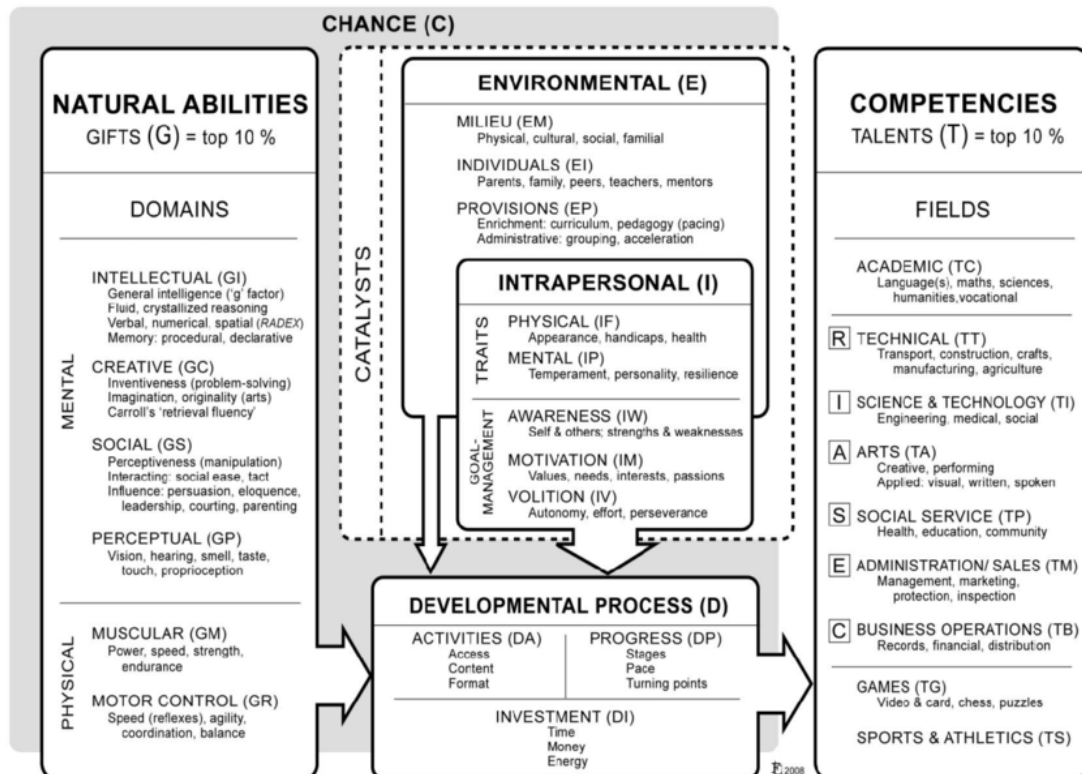 CHANCE (C)
NATURAL ABILITIES
GIFTS (G) = top 10 %
DOMAINS
MENTAL
INTELLECTUAL (GI)
General intelligence ('g' factor)
Fluid, crystallized reasoning
Verbal, numerical, spatial (RADEX)
Memory: procedural, declarative
CREATIVE (GC)
Inventiveness (problem-solving)
Imagination, originality (arts)
Carroll's 'retrieval fluency'
SOCIAL (GS)
Perceptiveness (manipulation)
Interacting: social ease, tact
Influence: persuasion, eloquence,
leadership, courting, parenting
PERCEPTUAL (GP)
Vision, hearing, smell, taste,
touch, proprioception
PHYSICAL
MUSCULAR (GM)
Power, speed, strength,
endurance
MOTOR CONTROL (GR)
Speed (reflexes), agility,
coordination, balance
CATALYSTS
ENVIRONMENTAL (E)
MILIEU (EM)
Physical, cultural, social, familial
INDIVIDUALS (EI)
Parents, family, peers, teachers, mentors
PROVISIONS (EP)
Enrichment: curriculum, pedagogy (pacing)
Administrative: grouping, acceleration
INTRAPERSONAL (I)
TRAITS
PHYSICAL (IF)
Appearance, handicaps, health
MENTAL (IP)
Temperament, personality, resilience
GOAL-
MANAGEMENT
AWARENESS (IW)
Self & others; strengths & weaknesses
MOTIVATION (IM)
Values, needs, interests, passions
VOLITION (IV)
Autonomy, effort, perseverance
DEVELOPMENTAL PROCESS (D)
ACTIVITIES (DA)
Access
Content
Format
PROGRESS (DP)
Stages
Pace
Turning points
INVESTMENT (DI)
Time
Money
Energy
COMPETENCIES
TALENTS (T) = top 10 %
FIELDS
ACADEMIC (TC)
Language(s), maths, sciences,
humanities,vocational
R TECHNICAL (TT)
Transport, construction, crafts,
manufacturing, agriculture
I SCIENCE & TECHNOLOGY (TI)
Engineering, medical, social
A ARTS (TA)
Creative, performing
Applied: visual, written, spoken
S SOCIAL SERVICE (TP)
Health, education, community
E ADMINISTRATION/ SALES (TM)
Management, marketing,
protection, inspection
C BUSINESS OPERATIONS (TB)
Records, financial, distribution
GAMES (TG)
Video & card, chess, puzzles
SPORTS & ATHLETICS (TS)
2008